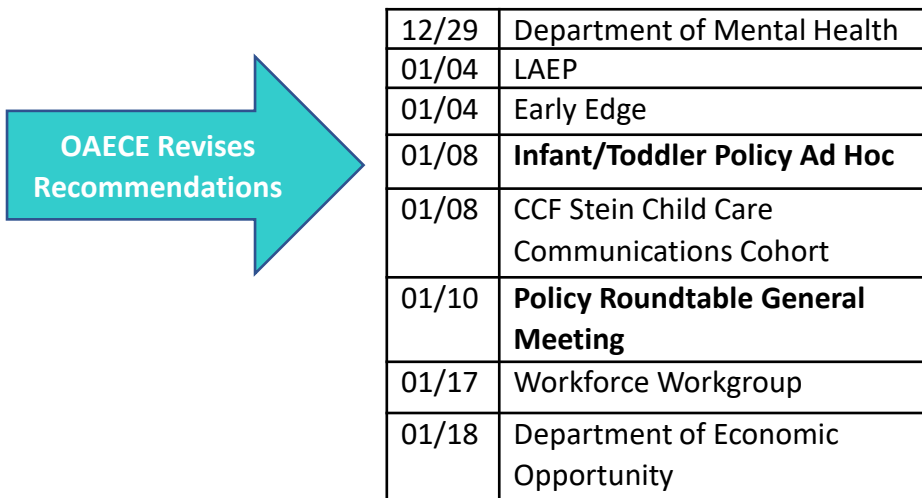 OAECE Revises
Recommendations
12/29 Department of Mental Health
01/04 LAEP
01/04 Early Edge
01/08 Infant/Toddler Policy Ad Hoc
01/08 CCF Stein Child Care
Communications Cohort
01/10 Policy Roundtable General
Meeting
01/17 Workforce Workgroup
01/18 Department of Economic
Opportunity